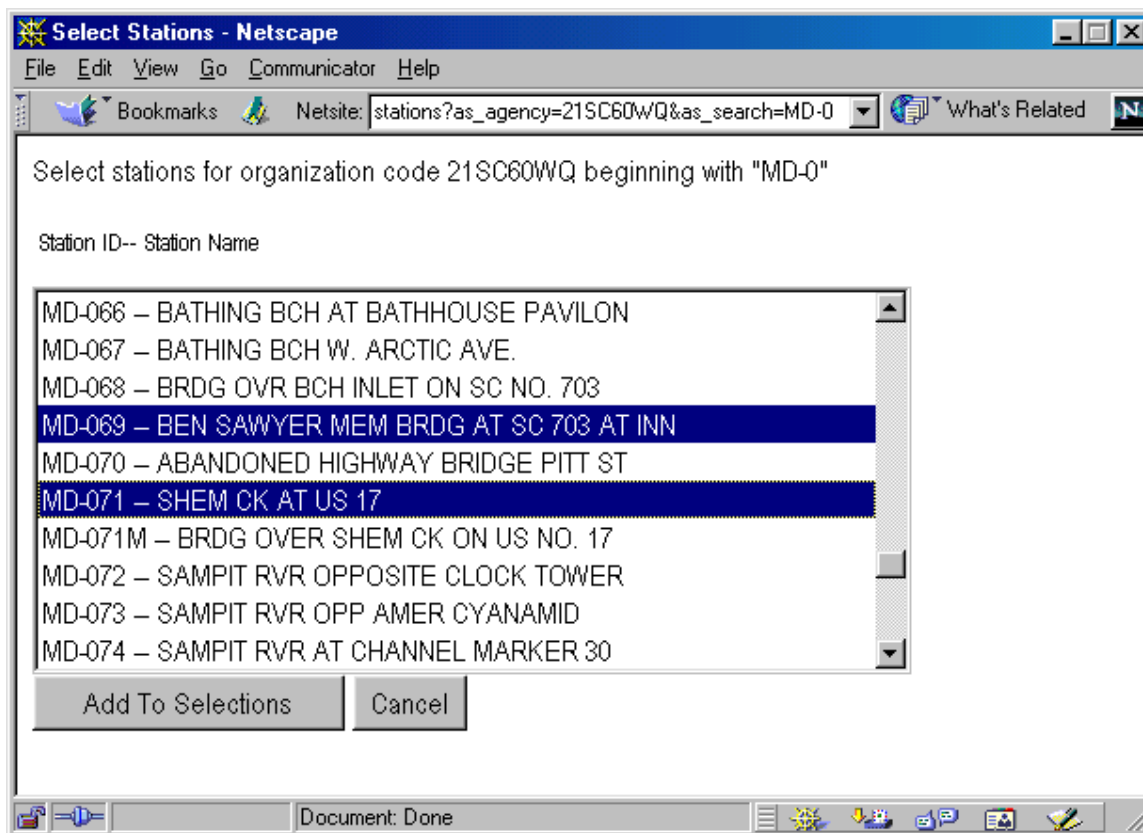 Select Stations - Netscape
File Edit View Go Communicator Help
Bookmarks Netsite: stations?as_agency=21SC60WQ&as_search=MD-0 What's Related N
Select stations for organization code 21SC60WQ beginning with "MD-0"
Station ID-- Station Name
MD-066 – BATHING BCH AT BATHHOUSE PAVILON
MD-067 – BATHING BCH W. ARCTIC AVE.
MD-068 – BRDG OVR BCH INLET ON SC NO. 703
MD-069 – BEN SAWYER MEM BRDG AT SC 703 AT INN
MD-070 – ABANDONED HIGHWAY BRIDGE PITT ST
MD-071 – SHEM CK AT US 17
MD-071M – BRDG OVER SHEM CK ON US NO. 17
MD-072 – SAMPIT RVR OPPOSITE CLOCK TOWER
MD-073 – SAMPIT RVR OPP AMER CYANAMID
MD-074 – SAMPIT RVR AT CHANNEL MARKER 30
Add To Selections Cancel
Document: Done